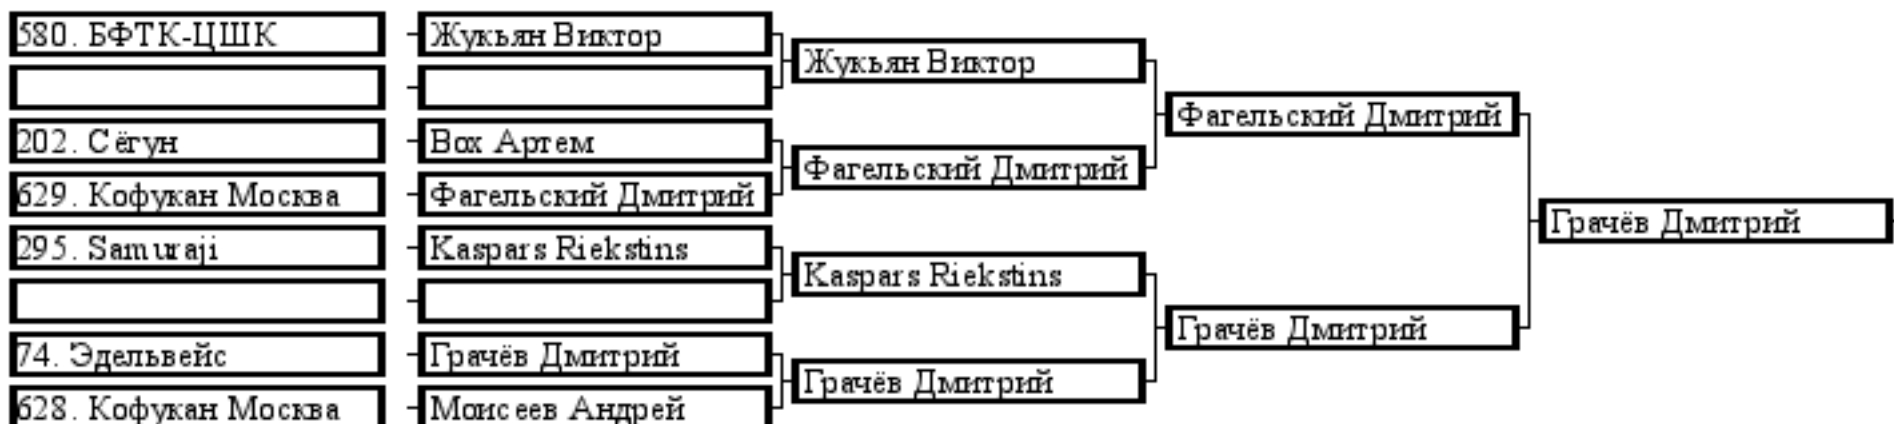 580. БФТК-ЦШК
Жукьян Виктор
Жукьян Виктор
Фагельский Дмитрий
202. Сёгун
Вох Артем
Фагельский Дмитрий
629. Кофукан Москва
Фагельский Дмитрий
Грачёв Дмитрий
295. Samuraji
Kaspars Riekstins
Kaspars Riekstins
Грачёв Дмитрий
74. Эдельвейс
Грачёв Дмитрий
Грачёв Дмитрий
628. Кофукан Москва
Моисеев Андрей